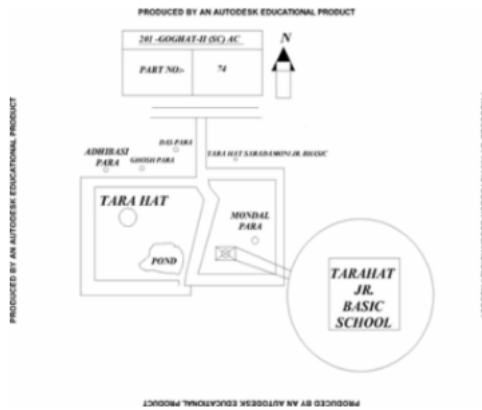 PRODUCED BY AN AUTODESK EDUCATIONAL PRODUCT
201 -GOGHAT-II (SC) AC
PART NO:- 74
N
DAS PARA
ADHIBASI PARA
GHOSH PARA
TARA HAT SARADAMONI JR. BHASIC
TARA HAT
MONDAL
PARA
POND
TARAHAT
JR.
BASIC
SCHOOL
PRODUCED BY AN AUTODESK EDUCATIONAL PRODUCT
PRODUCED BY AN AUTODESK EDUCATIONAL PRODUCT